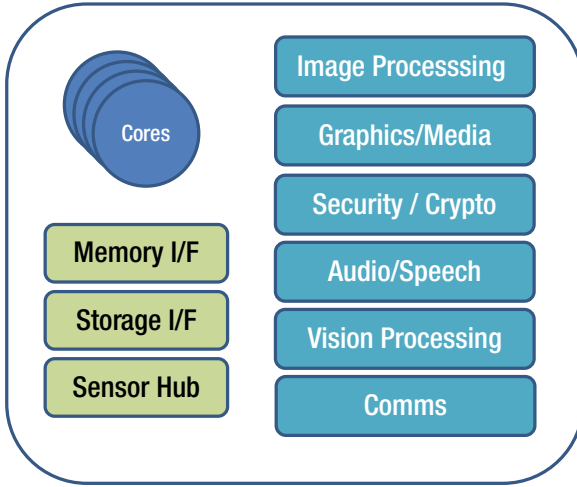 Cores
Memory I/F
Storage I/F
Sensor Hub
Image Processsing
Graphics/Media
Security / Crypto
Audio/Speech
Vision Processing
Comms